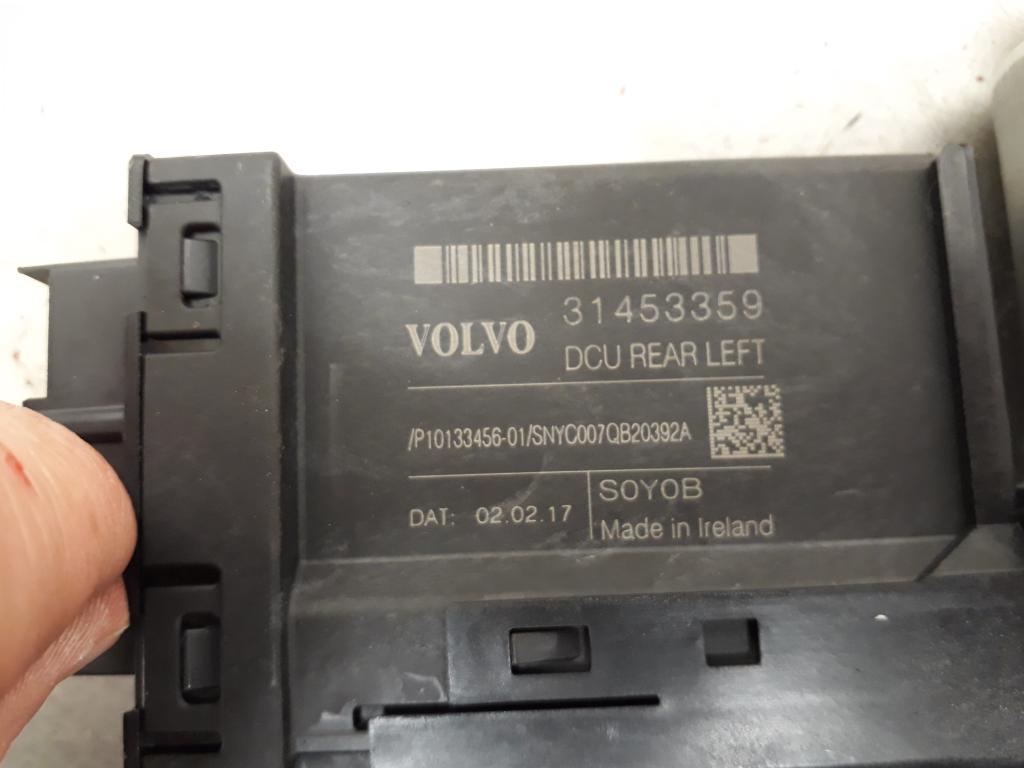 31453359
VOLVO
DCU REAR LEFT
/P10133456-01/SNYC007QB20392A
DAT: 02.02.17
S0Y0B
Made in Ireland